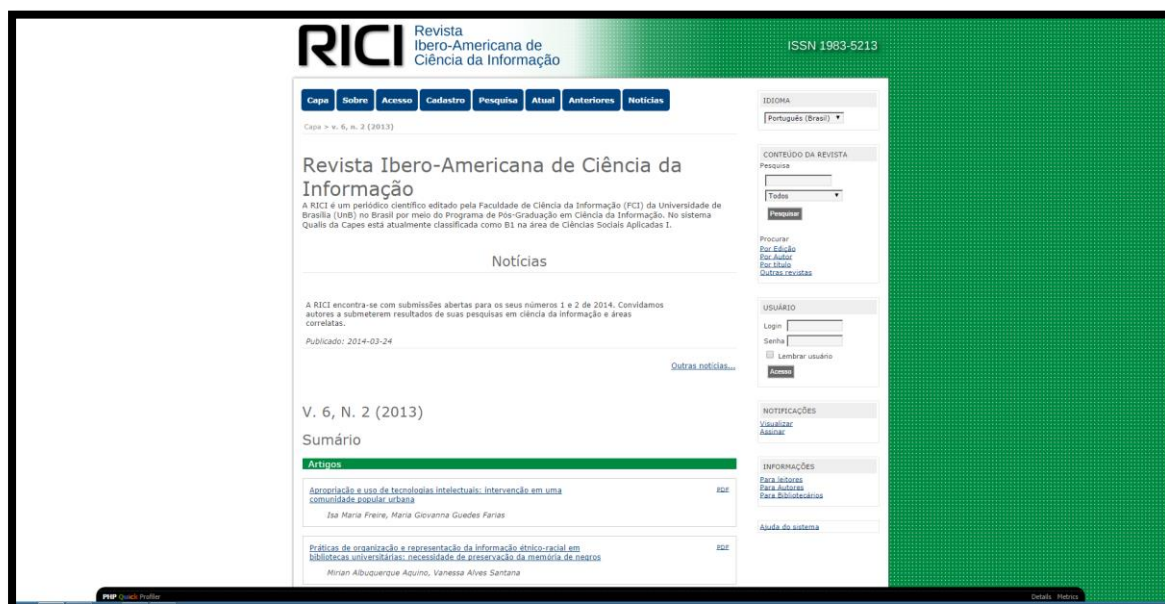 RICI
Revista
Ibero-Americana de
Ciência da Informação
ISSN 1983-5213
Capa Sobre Acesso Cadastro Pesquisa Atual Anteriores Notícias
Capa > v. 6, n. 2 (2013)
Revista Ibero-Americana de Ciência da
Informação
A RICI é um periódico científico editado pela Faculdade de Ciência da Informação (FCI) da Universidade de
Brasília (UnB) no Brasil por meio do Programa de Pós-Graduação em Ciência da Informação. No sistema
Qualis da Capes está atualmente classificada como B1 na área de Ciências Sociais Aplicadas I.
Notícias
A RICI encontra-se com submissões abertas para os seus números 1 e 2 de 2014. Convidamos
autores a submeterem resultados de suas pesquisas em ciência da informação e áreas
correlatas.
Publicado: 2014-03-24
Outras notícias...
V. 6, N. 2 (2013)
Sumário
Artigos
Apropriação e uso de tecnologias intelectuais: intervenção em uma
comunidade popular urbana
PDF
Isa Maria Freire, Maria Giovanna Guedes Farias
Práticas de organização e representação da informação étnico-racial em
bibliotecas universitárias: necessidade de preservação da memória de negros
PDF
Mirian Albuquerque Aquino, Vanessa Alves Santana
IDIOMA
Português (Brasil)
CONTEÚDO DA REVISTA
Pesquisa
Todos
Pesquisar
Procurar
Por Edição
Por Autor
Por título
Outras revistas
USUÁRIO
Login
Senha
Lembrar usuário
Acesso
NOTIFICAÇÕES
Visualizar
Assinar
INFORMAÇÕES
Para leitores
Para Autores
Para Bibliotecários
Ajuda do sistema
PHP Quick Profiler
Details Metrics